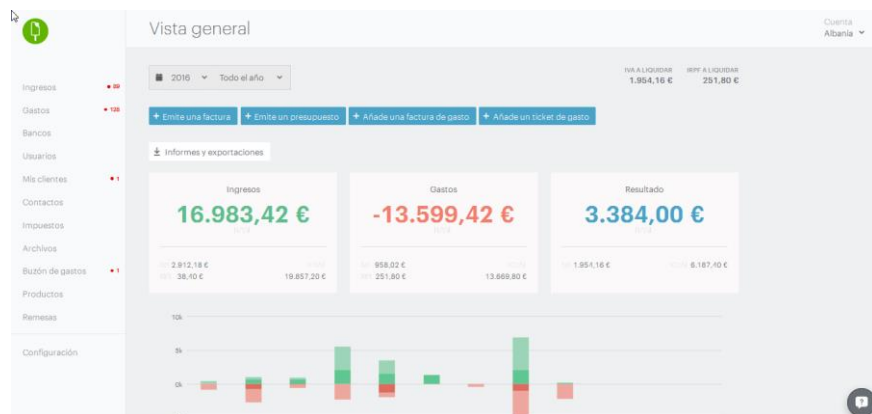 Vista general
Cuenta
Albania
2016 Todo el año
IVA A LIQUIDAR IRPF A LIQUIDAR
1.954,16 € 251,80 €
Ingresos 39
Gastos 126
Bancos
Usuarios
Mis clientes 1
Contactos
Impuestos
Archivos
Buzón de gastos 1
Productos
Remesas
Configuración
+ Emite una factura + Emite un presupuesto + Añade una factura de gasto + Añade un ticket de gasto
Informes y exportaciones
Ingresos
16.983,42 €
2.912,18 €
38,40 € 19.857,20 €
Gastos
-13.599,42 €
958,02 €
251,80 € 13.669,80 €
Resultado
3.384,00 €
1.954,16 € 6.187,40 €
10k
5k
0k
?